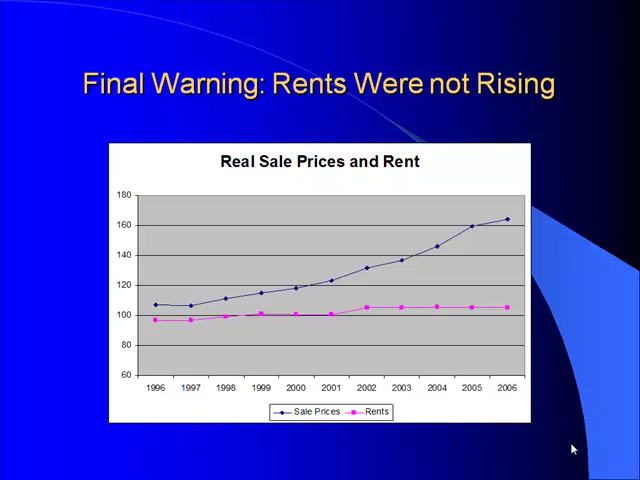 Final Warning: Rents Were not Rising
Real Sale Prices and Rent
180
160
140
120
100
80
60
1996 1997 1998 1999 2000 2001 2002 2003 2004 2005 2006
Sale Prices Rents